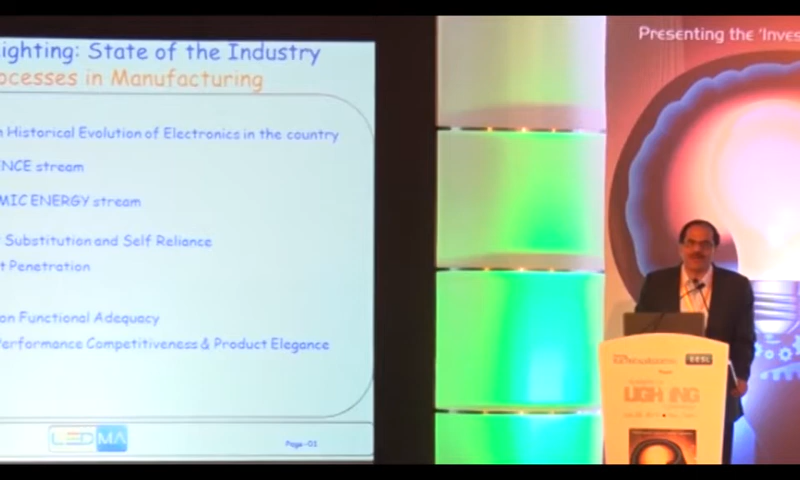 ighting: State of the Industry
ocesses in Manufacturing
n Historical Evolution of Electronics in the country
ENCE stream
MIC ENERGY stream
Substitution and Self Reliance
t Penetration
on Functional Adequacy
Performance Competitiveness & Product Elegance
LEDMA
Page -01
Presenting the 'Inves
EESL
LIGHTING